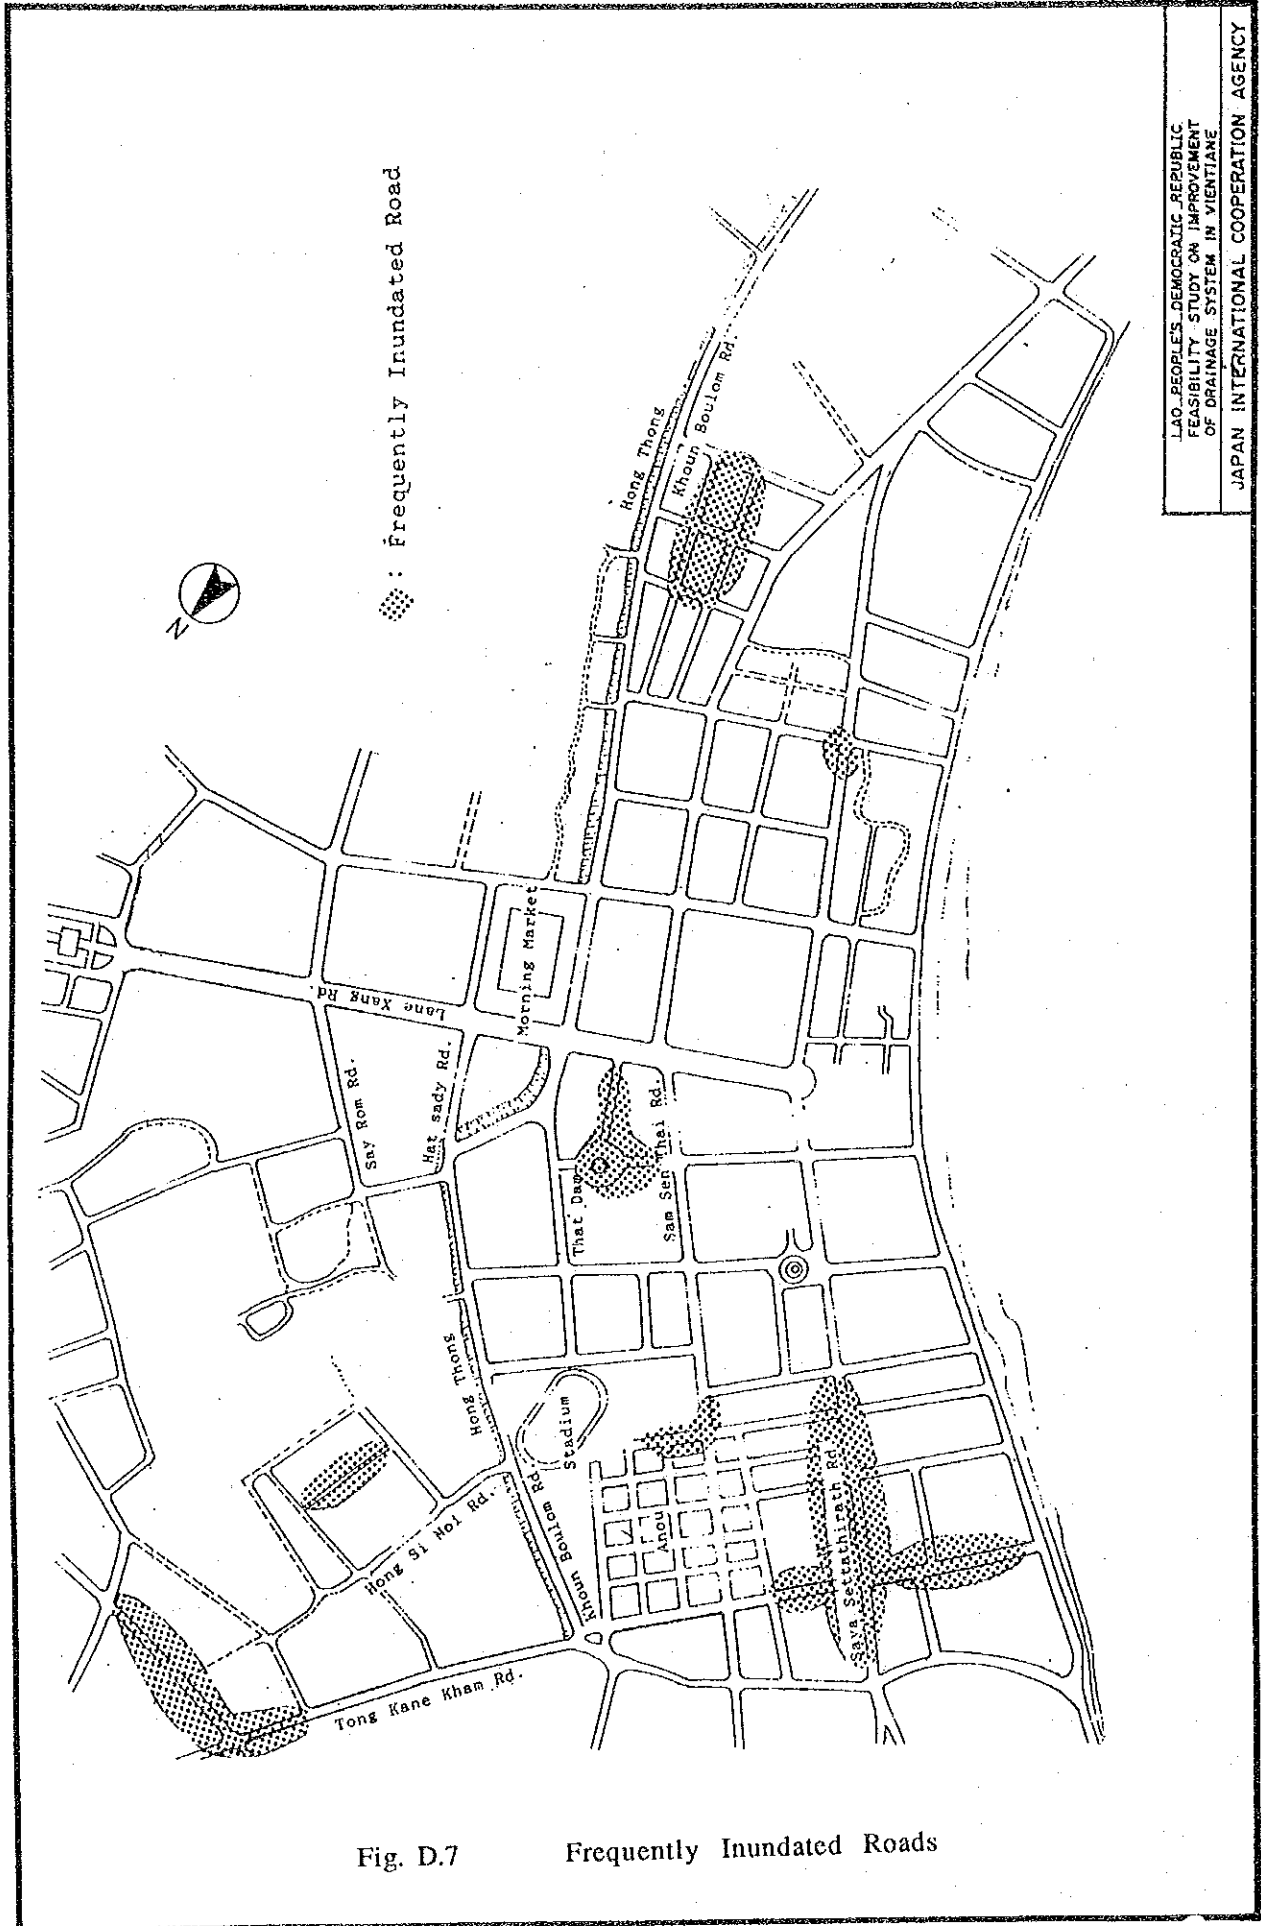 LAO PEOPLE'S DEMOCRATIC REPUBLIC
FEASIBILITY STUDY ON IMPROVEMENT
OF DRAINAGE SYSTEM IN VIENTIANE
JAPAN INTERNATIONAL COOPERATION AGENCY
: Frequently Inundated Road
N
Hong Thong
Khoun Boulom Rd.
Morning Market
Lane Xang Rd.
Say Rom Rd.
Hat sady Rd.
That Dam
Sam Sen Thai Rd.
Hong Thong
Stadium
Khoun Boulom Rd.
Anou
Hong Si Noi Rd.
Saya Settathirath Rd.
Tong Kane Kham Rd.
Fig. D.7 Frequently Inundated Roads